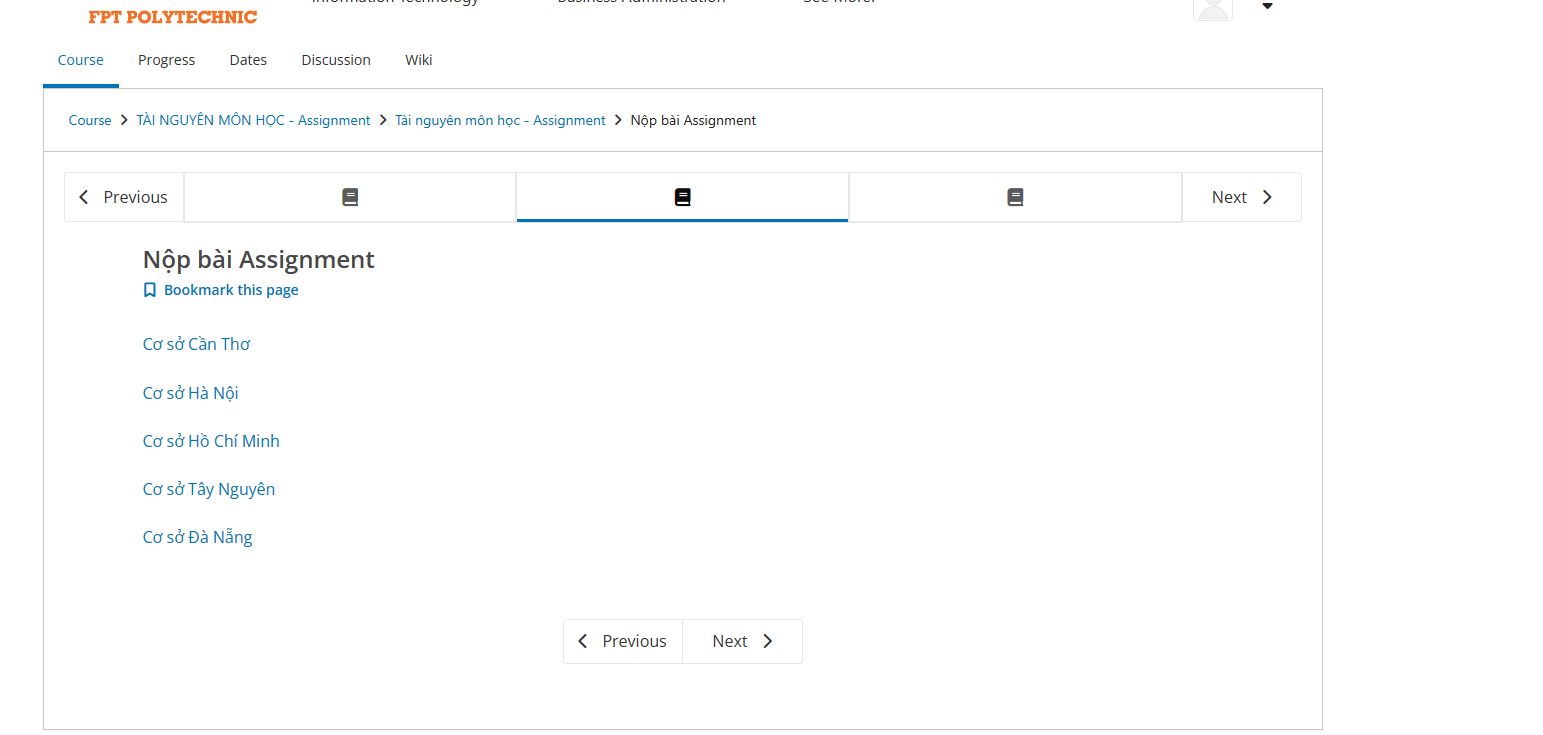 Information Technology Business Administration See More!
FPT POLYTECHNIC
Course Progress Dates Discussion Wiki
Course TÀI NGUYÊN MÔN HỌC - Assignment Tài nguyên môn học - Assignment Nộp bài Assignment
Previous Next
Nộp bài Assignment
Bookmark this page
Cơ sở Cần Thơ
Cơ sở Hà Nội
Cơ sở Hồ Chí Minh
Cơ sở Tây Nguyên
Cơ sở Đà Nẵng
Previous Next